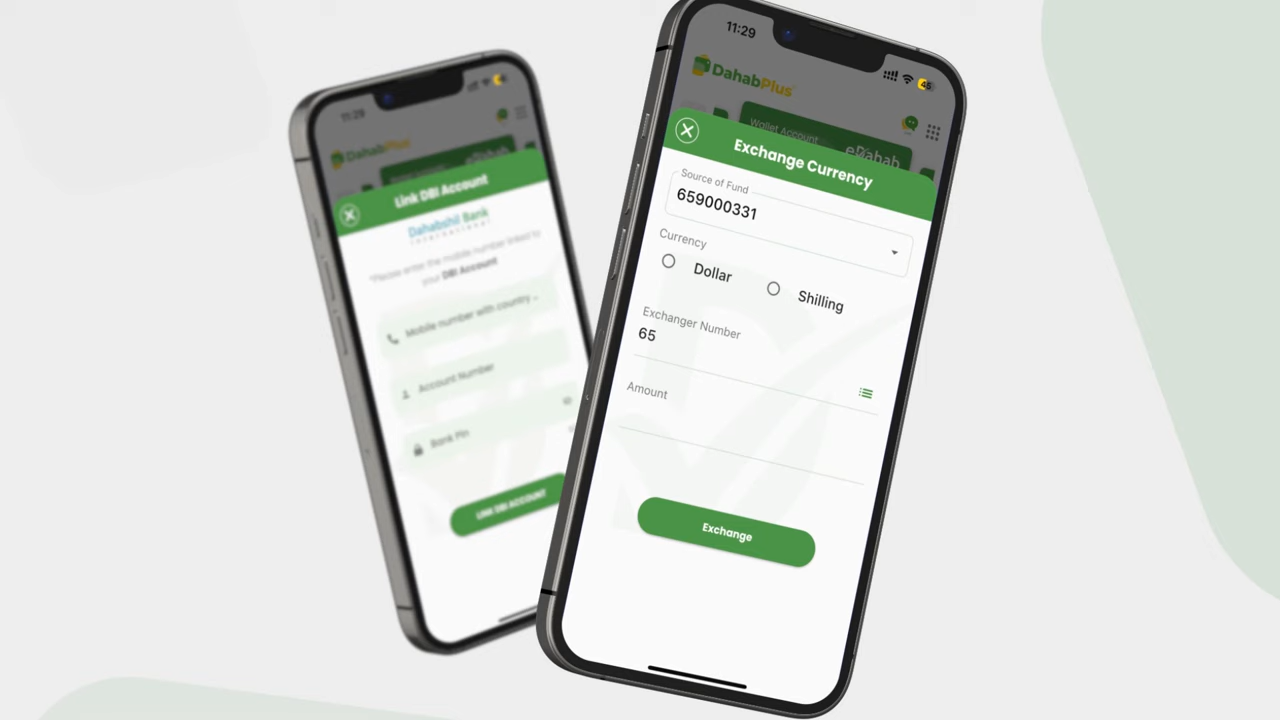 11:29
DahabPlus
Link DBI Account
Dahabshil Bank
International
*Please enter the mobile number linked by
your DBI Account
Mobile number with country ...
Account Number
Bank Pin
LINK DBI ACCOUNT
11:29
45
DahabPlus
Wallet Account
eDahab
Exchange Currency
Source of Fund
659000331
Currency
Dollar
Shilling
Exchanger Number
65
Amount
Exchange